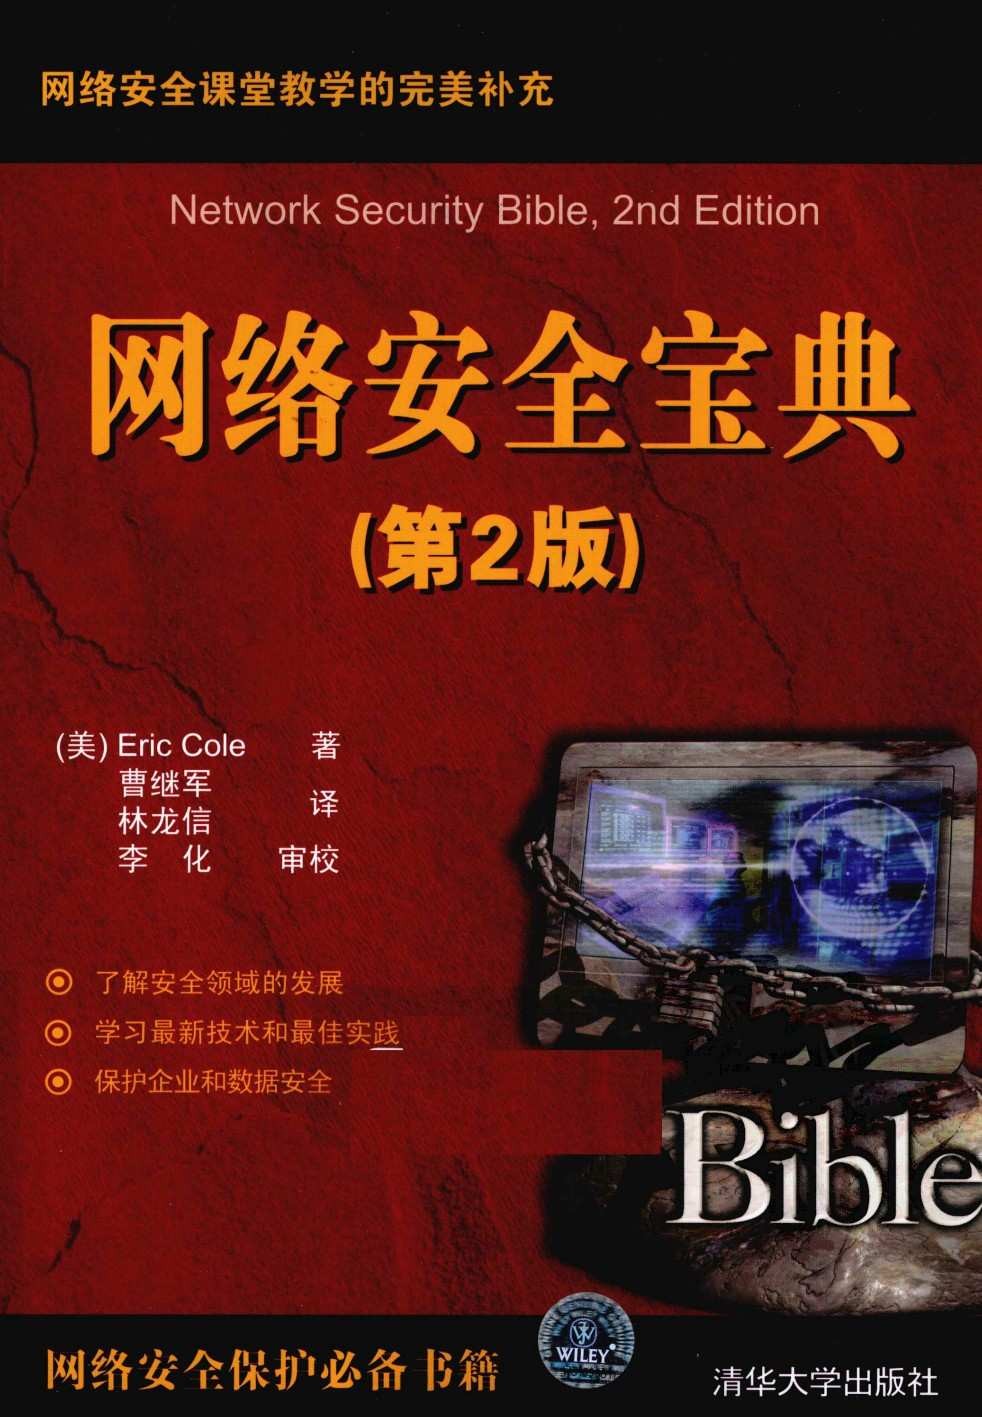 网络安全课堂教学的完美补充
Network Security Bible, 2nd Edition
网络安全宝典
(第2版)
(美) Eric Cole 著
曹继军
林龙信
译
李 化 审校
了解安全领域的发展
学习最新技术和最佳实践
保护企业和数据安全
Bible
网络安全保护必备书籍
WILEY
清华大学出版社